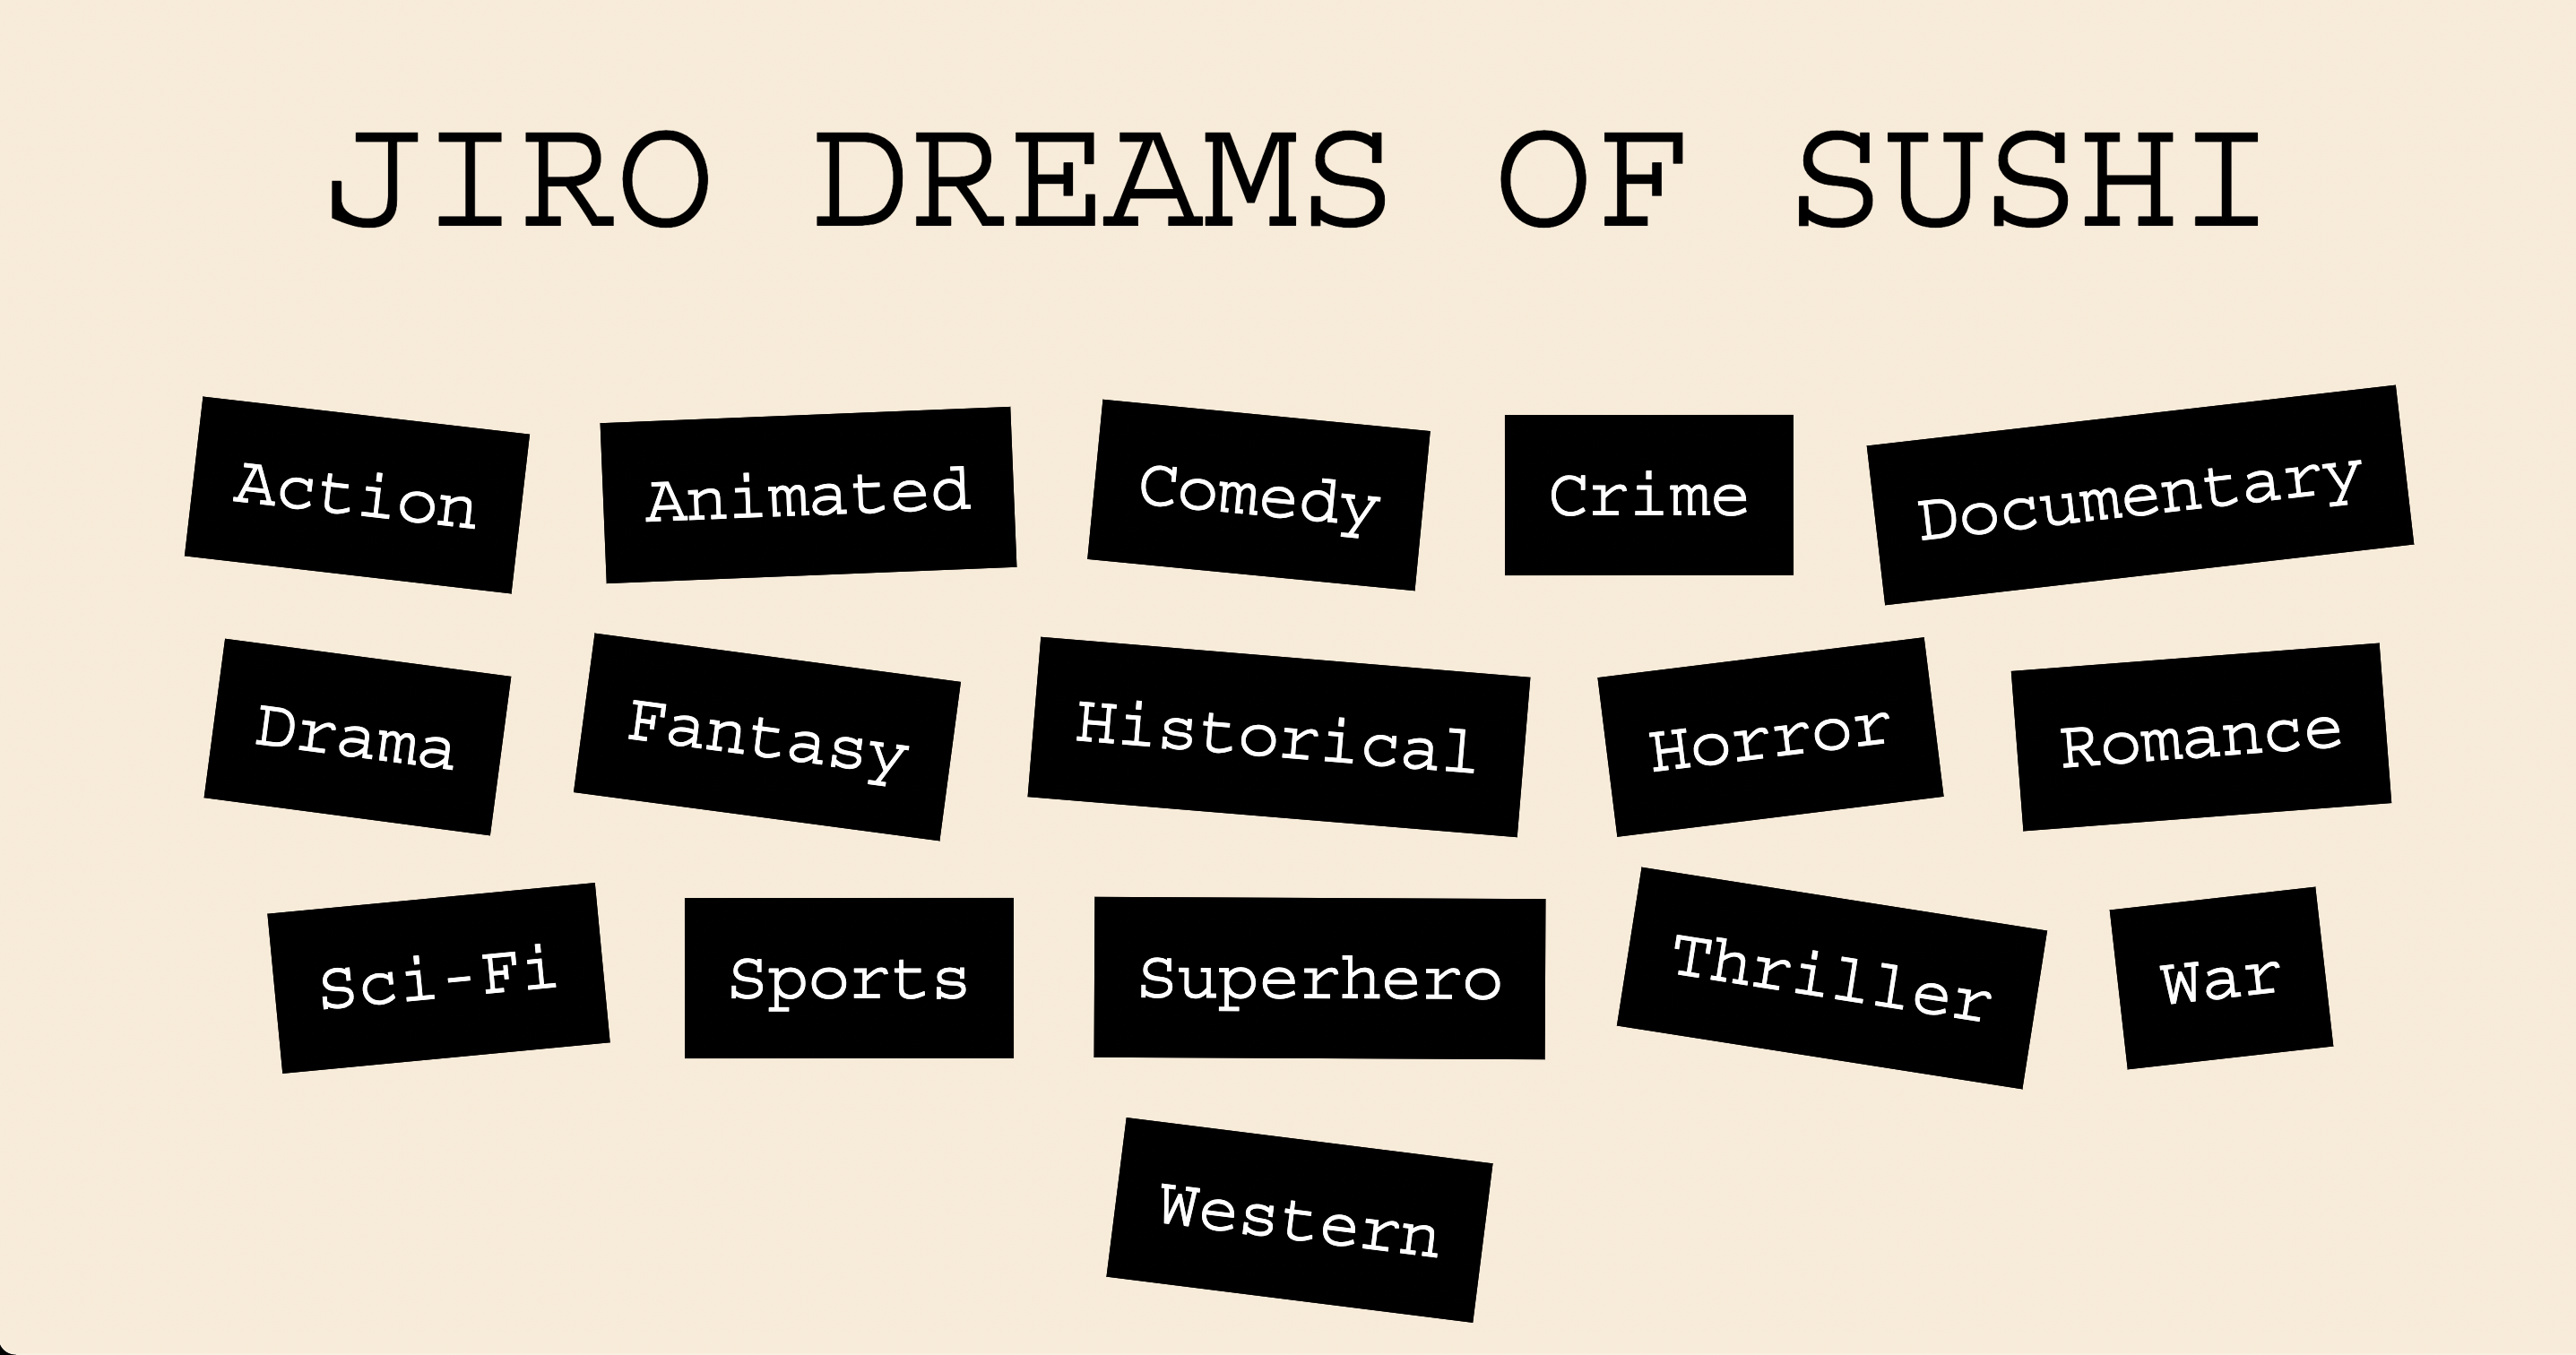 JIRO DREAMS OF SUSHI
Action Animated Comedy Crime Documentary
Drama Fantasy Historical Horror Romance
Sci-Fi Sports Superhero Thriller War
Western